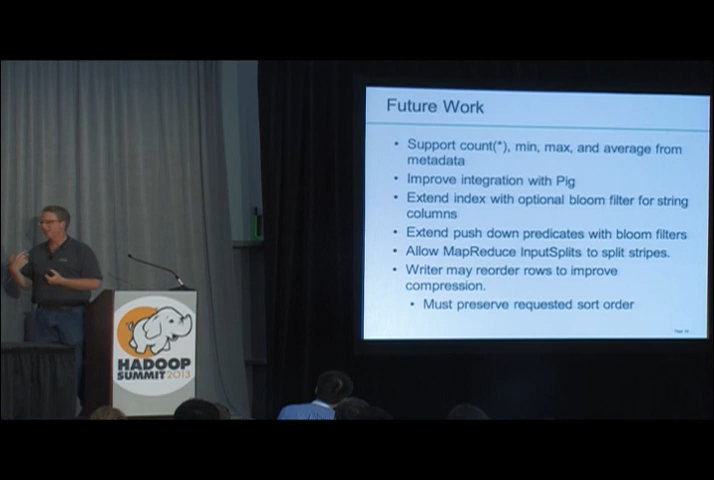 Future Work
• Support count(*), min, max, and average from
metadata
• Improve integration with Pig
• Extend index with optional bloom filter for string
columns
• Extend push down predicates with bloom filters
• Allow MapReduce InputSplits to split stripes.
• Writer may reorder rows to improve
compression.
• Must preserve requested sort order
HADOOP
SUMMIT 2013